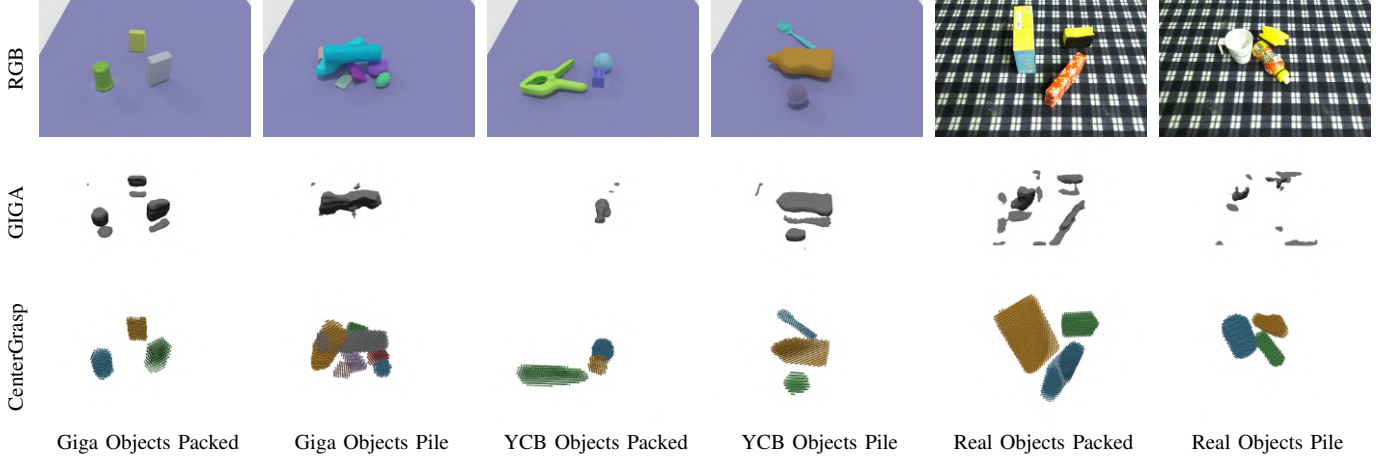 RGB
GIGA
CenterGrasp
Giga Objects Packed
Giga Objects Pile
YCB Objects Packed
YCB Objects Pile
Real Objects Packed
Real Objects Pile